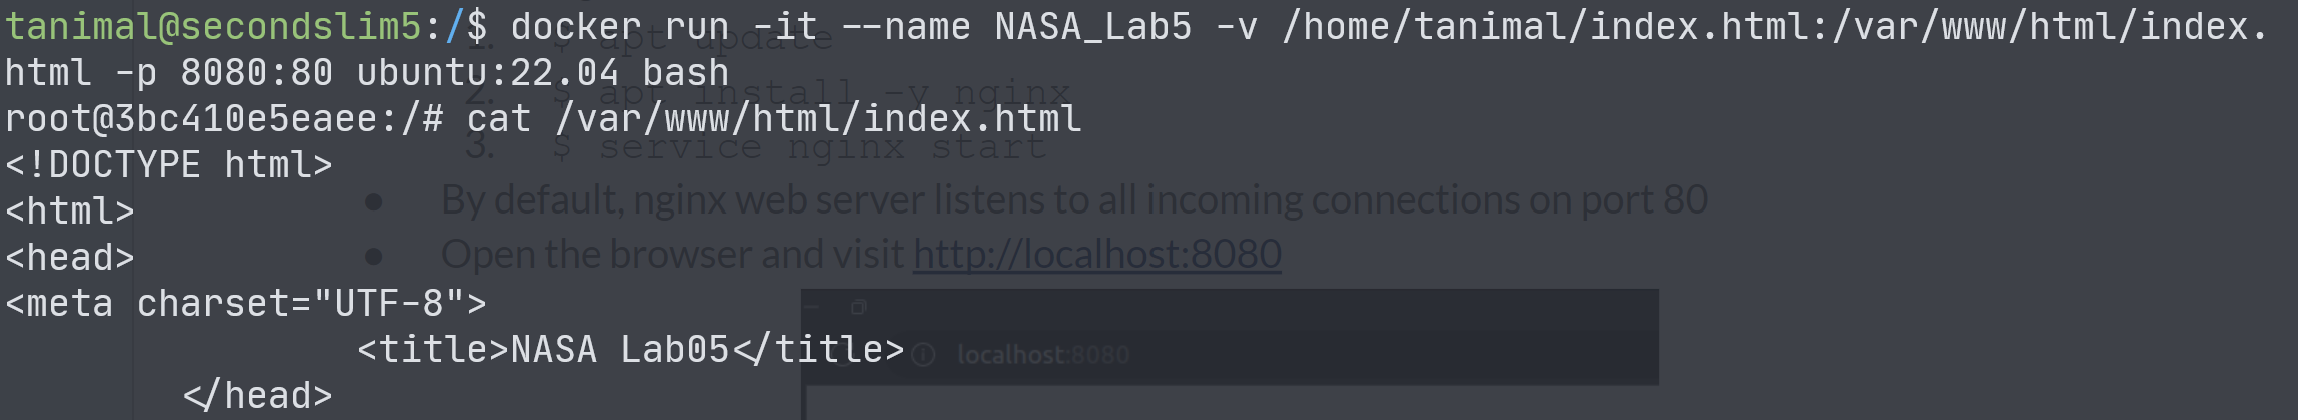 tanimal@secondslim5:/$ docker run -it --name NASA_Lab5 -v /home/tanimal/index.html:/var/www/html/index.
html -p 8080:80 ubuntu:22.04 bash
root@3bc410e5eaee:/# cat /var/www/html/index.html
<!DOCTYPE html>
<html>
<head>
<meta charset="UTF-8">
<title>NASA Lab05</title>
</head>
1. $ apt update
2. $ apt install -y nginx
3. $ service nginx start
● By default, nginx web server listens to all incoming connections on port 80
● Open the browser and visit http://localhost:8080
localhost:8080